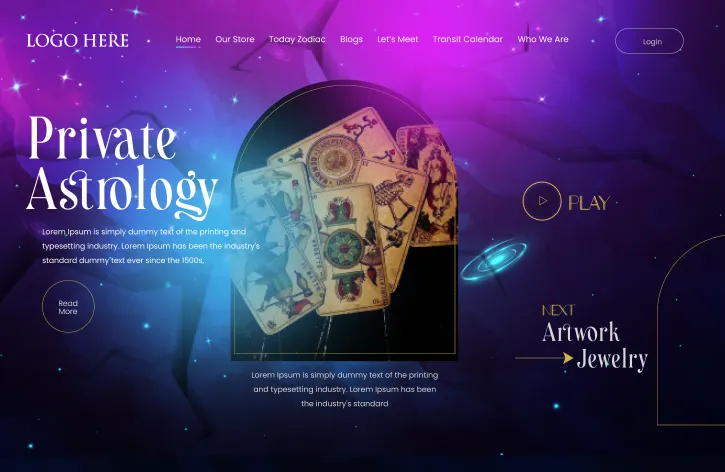 LOGO HERE
Home Our Store Today Zodiac Blogs Let's Meet Transit Calendar Who We Are Login
Private
Astrology
Lorem Ipsum is simply dummy text of the printing and
typesetting industry. Lorem Ipsum has been the industry's
standard dummy text ever since the 1500s,
Read
More
Lorem Ipsum is simply dummy text of the printing
and typesetting industry. Lorem Ipsum has been
the industry's standard
PLAY
NEXT
Artwork
Jewelry